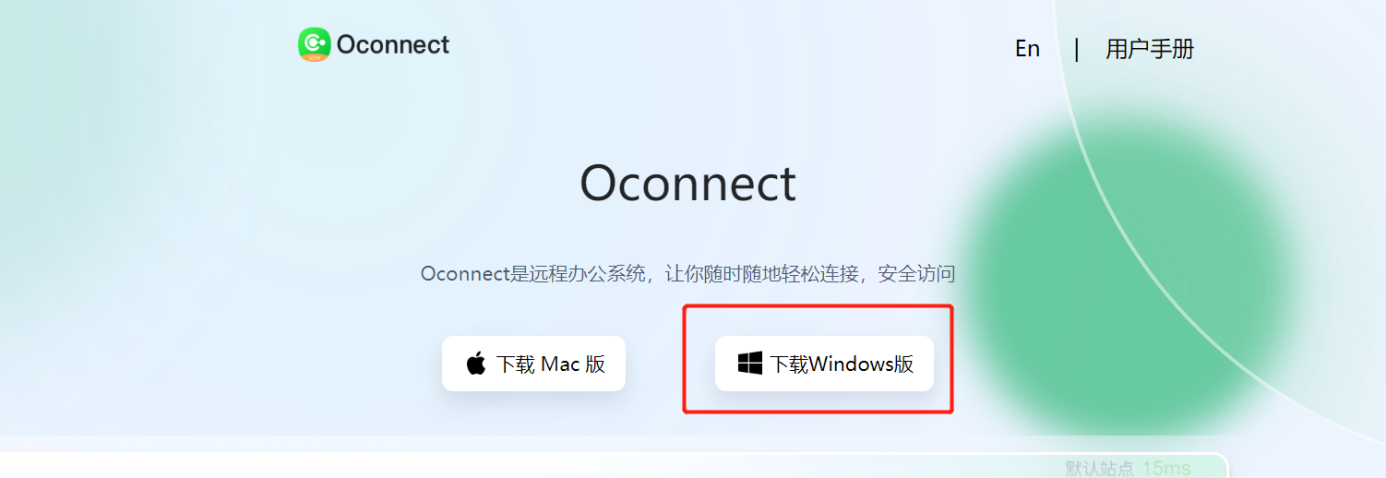 Oconnect
En | 用户手册
Oconnect
Oconnect是远程办公系统，让你随时随地轻松连接，安全访问
下载 Mac 版
下载Windows版
默认站点 15ms